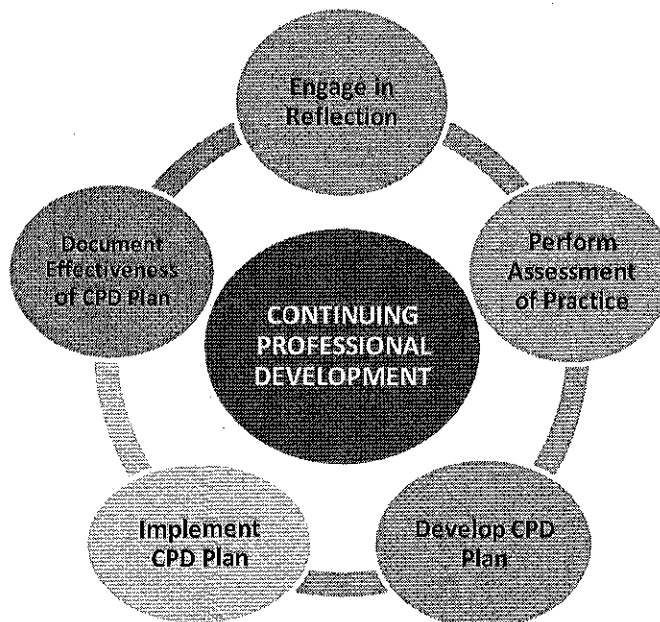 Engage in
Reflection
Perform
Assessment
of Practice
Develop CPD
Plan
Implement
CPD Plan
Document
Effectiveness
of CPD Plan
CONTINUING
PROFESSIONAL
DEVELOPMENT